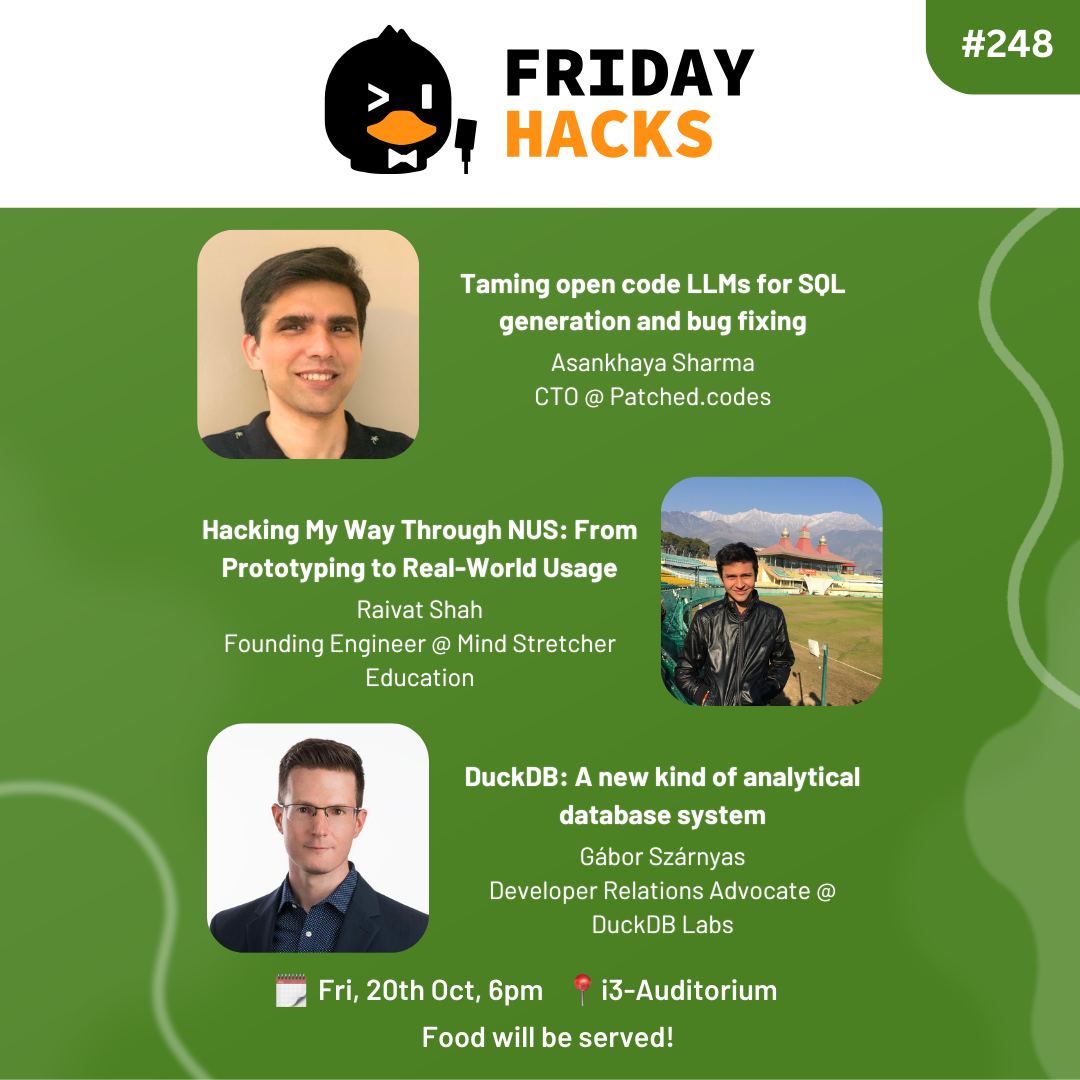 #248
FRIDAY
HACKS
Taming open code LLMs for SQL
generation and bug fixing
Asankhaya Sharma
CTO @ Patched.codes
Hacking My Way Through NUS: From
Prototyping to Real-World Usage
Raivat Shah
Founding Engineer @ Mind Stretcher
Education
DuckDB: A new kind of analytical
database system
Gábor Szárnyas
Developer Relations Advocate @
DuckDB Labs
Fri, 20th Oct, 6pm i3-Auditorium
Food will be served!